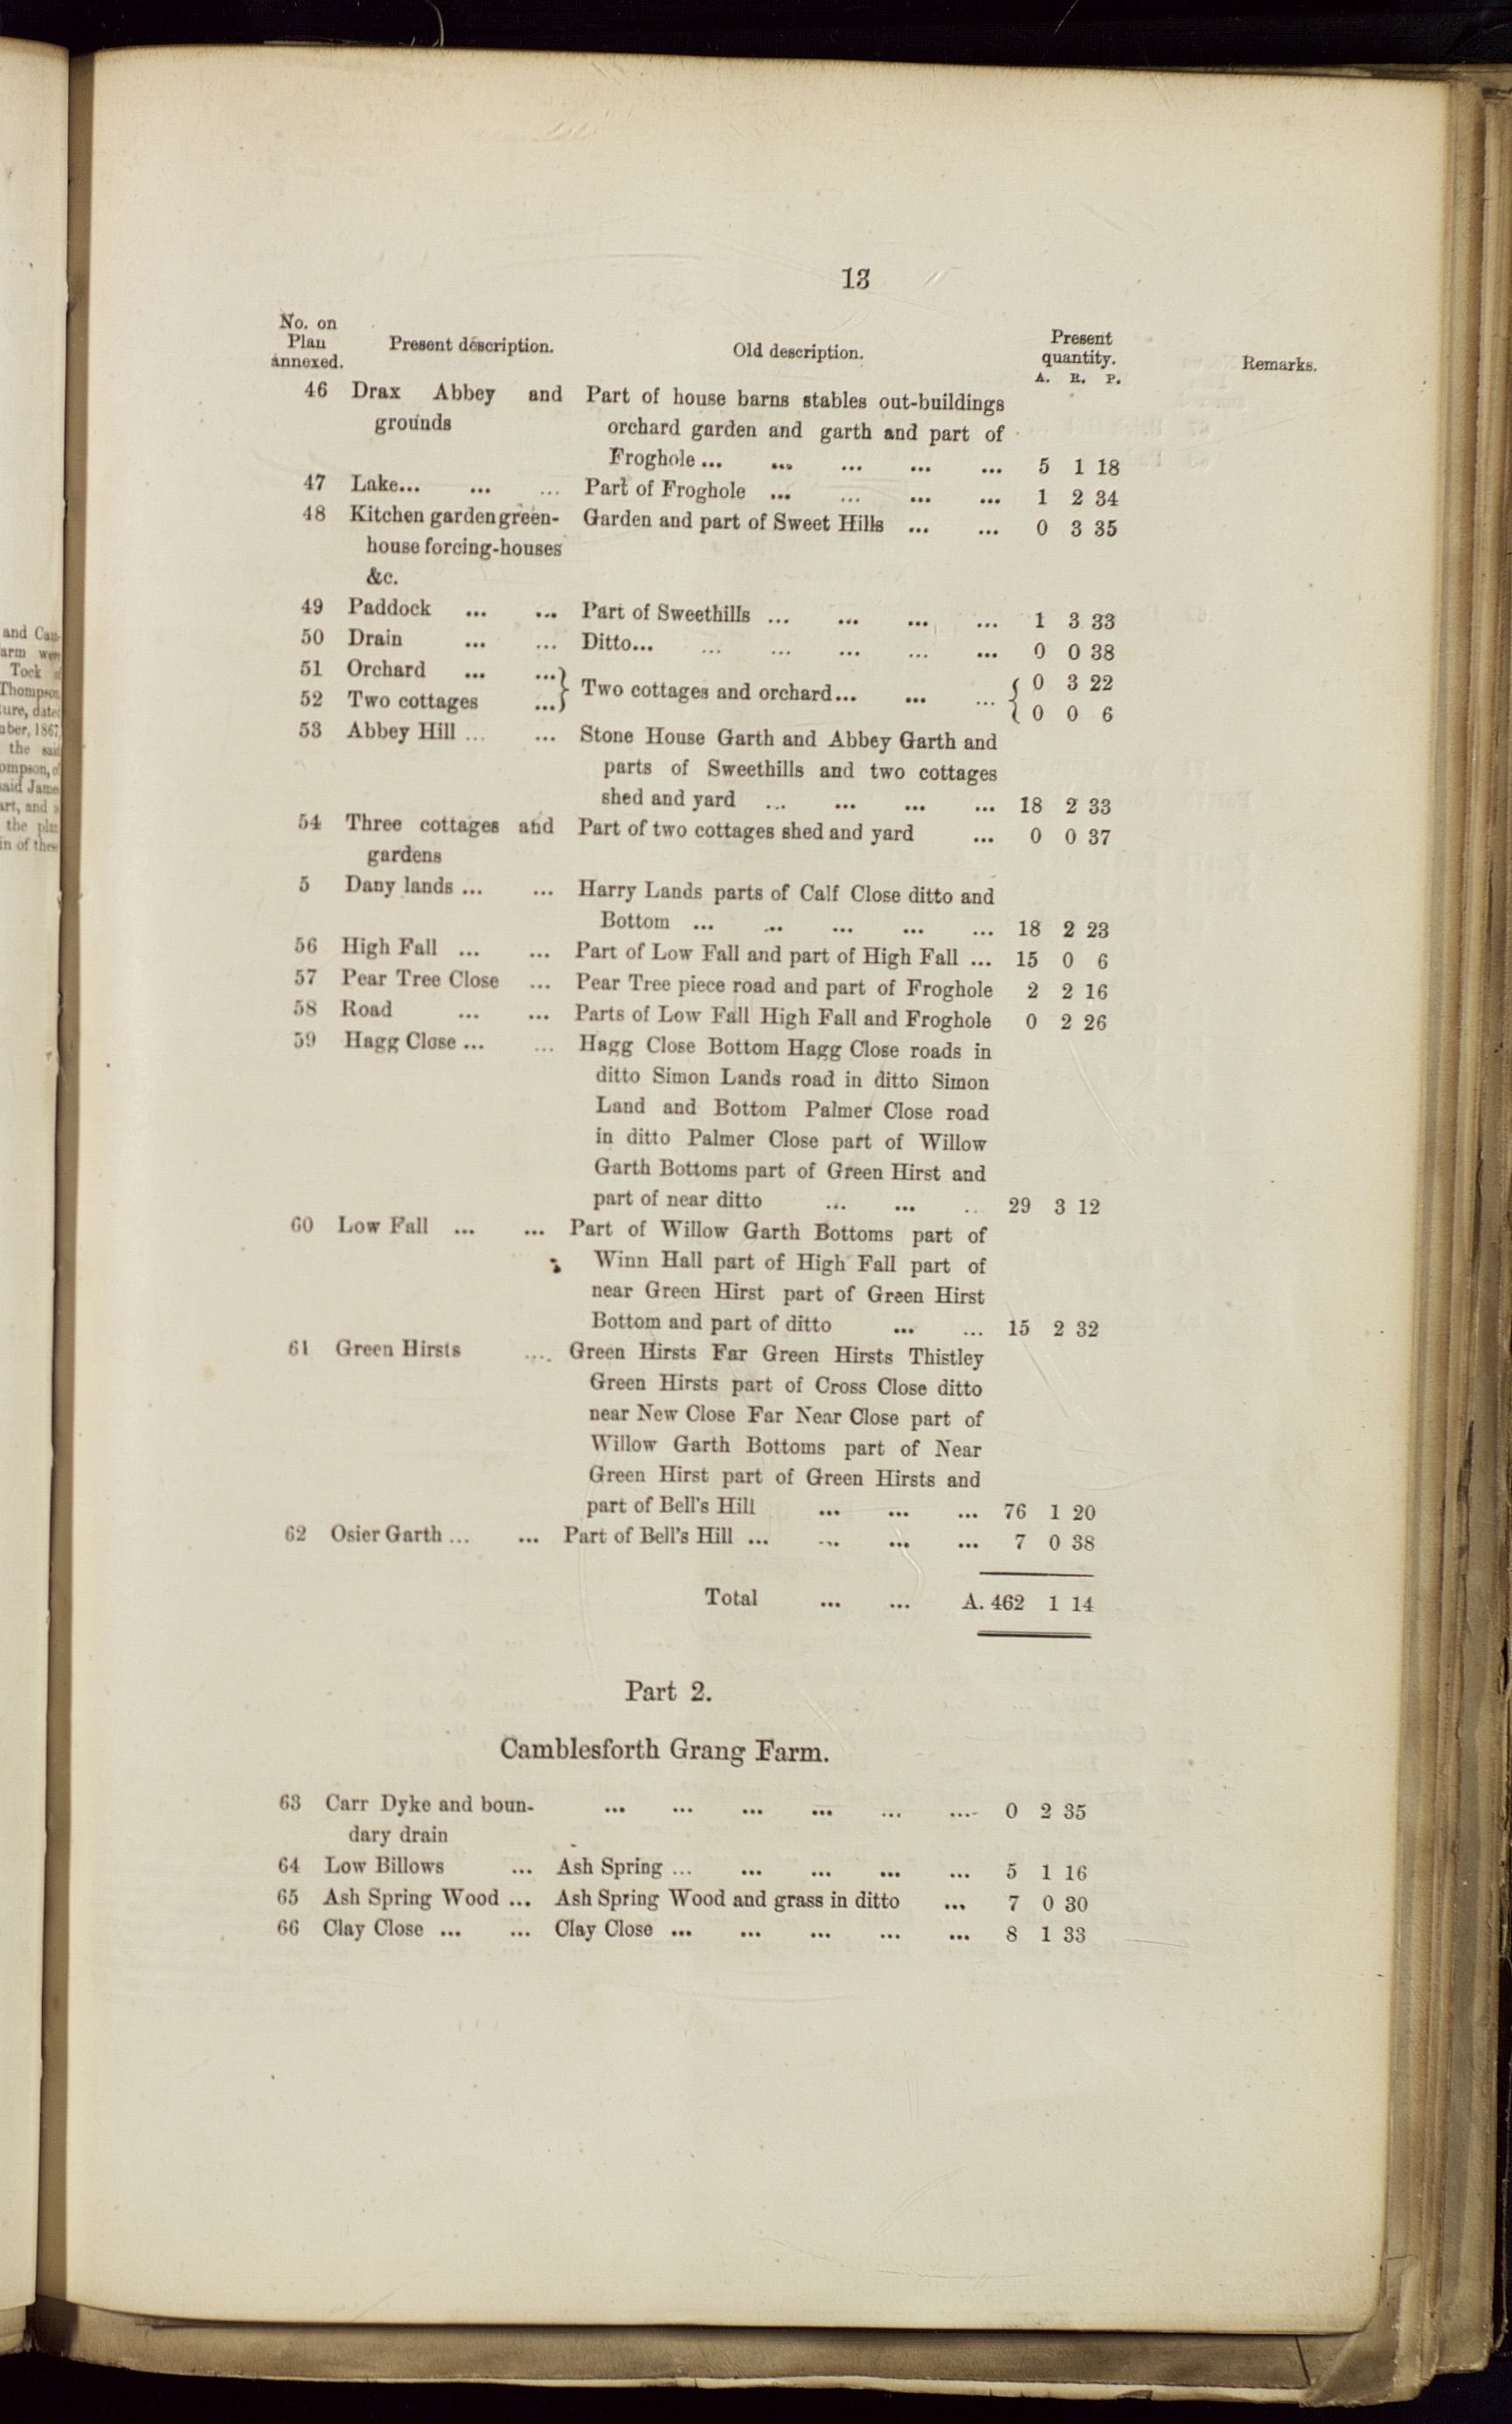 13
No. on Plan annexed. Present description. Old description. Present quantity. Remarks.
A. R. P.
46 Drax Abbey and Part of house barns stables out-buildings
grounds orchard garden and garth and part of
Froghole ... ... ... ... ... 5 1 18
47 Lake... ... ... Part of Froghole ... ... ... ... 1 2 34
48 Kitchen garden green- Garden and part of Sweet Hills ... ... 0 3 35
house forcing-houses
&c.
49 Paddock ... ... Part of Sweethills ... ... ... ... 1 3 33
50 Drain ... ... Ditto... ... ... ... ... ... 0 0 38
51 Orchard ... ...} Two cottages and orchard... ... ... { 0 3 22
52 Two cottages ...} { 0 0 6
53 Abbey Hill ... ... Stone House Garth and Abbey Garth and
parts of Sweethills and two cottages
shed and yard ... ... ... ... 18 2 33
54 Three cottages and Part of two cottages shed and yard ... 0 0 37
gardens
5 Dany lands ... ... Harry Lands parts of Calf Close ditto and
Bottom ... ... ... ... ... 18 2 23
56 High Fall ... ... Part of Low Fall and part of High Fall ... 15 0 6
57 Pear Tree Close ... Pear Tree piece road and part of Froghole 2 2 16
58 Road ... ... Parts of Low Fall High Fall and Froghole 0 2 26
59 Hagg Close ... ... Hagg Close Bottom Hagg Close roads in
ditto Simon Lands road in ditto Simon
Land and Bottom Palmer Close road
in ditto Palmer Close part of Willow
Garth Bottoms part of Green Hirst and
part of near ditto ... ... .. 29 3 12
60 Low Fall ... ... Part of Willow Garth Bottoms part of
Winn Hall part of High Fall part of
near Green Hirst part of Green Hirst
Bottom and part of ditto ... ... 15 2 32
61 Green Hirsts .... Green Hirsts Far Green Hirsts Thistley
Green Hirsts part of Cross Close ditto
near New Close Far Near Close part of
Willow Garth Bottoms part of Near
Green Hirst part of Green Hirsts and
part of Bell's Hill ... ... ... 76 1 20
62 Osier Garth ... ... Part of Bell's Hill ... ... ... ... 7 0 38
Total ... ... A. 462 1 14
Part 2.
Camblesforth Grang Farm.
63 Carr Dyke and boun- ... ... ... ... ... ... 0 2 35
dary drain
64 Low Billows ... Ash Spring ... ... ... ... ... 5 1 16
65 Ash Spring Wood ... Ash Spring Wood and grass in ditto ... 7 0 30
66 Clay Close ... ... Clay Close ... ... ... ... ... 8 1 33
and
Tock
Thompson,
1867,
the said
said
art, and
the
in of